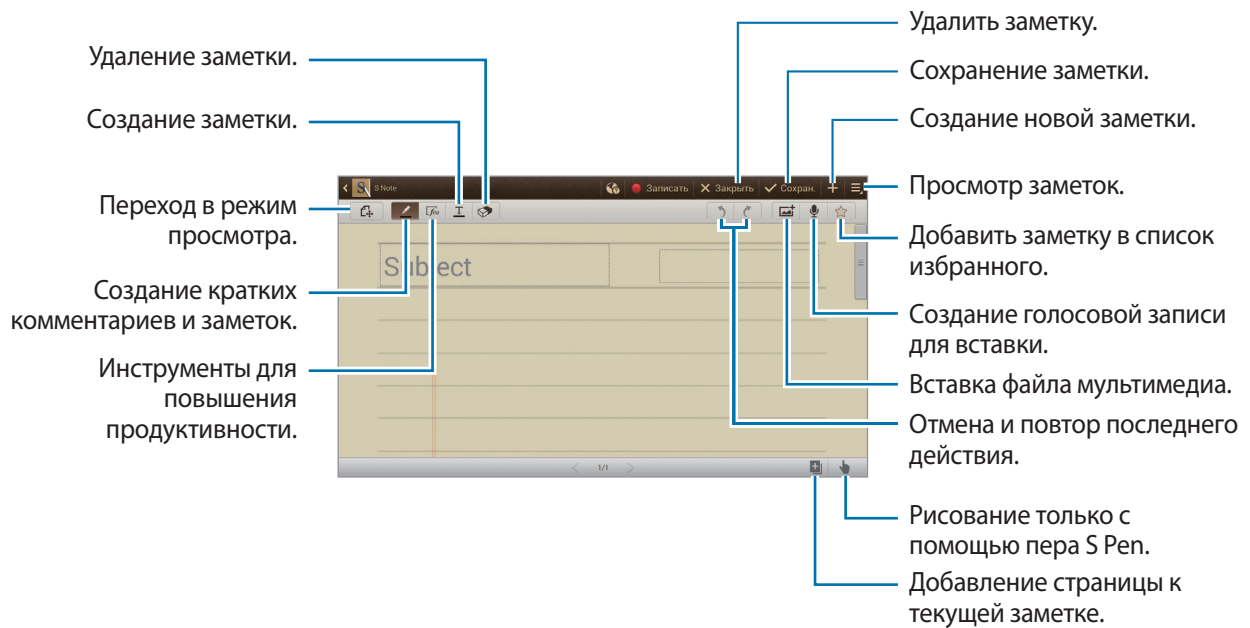 Удаление заметки.
Создание заметки.
Переход в режим
просмотра.
Создание кратких
комментариев и заметок.
Инструменты для
повышения
продуктивности.
S Note
Записать
Закрыть
Сохран.
Subject
1/1
Удалить заметку.
Сохранение заметки.
Создание новой заметки.
Просмотр заметок.
Добавить заметку в список
избранного.
Создание голосовой записи
для вставки.
Вставка файла мультимедиа.
Отмена и повтор последнего
действия.
Рисование только с
помощью пера S Pen.
Добавление страницы к
текущей заметке.